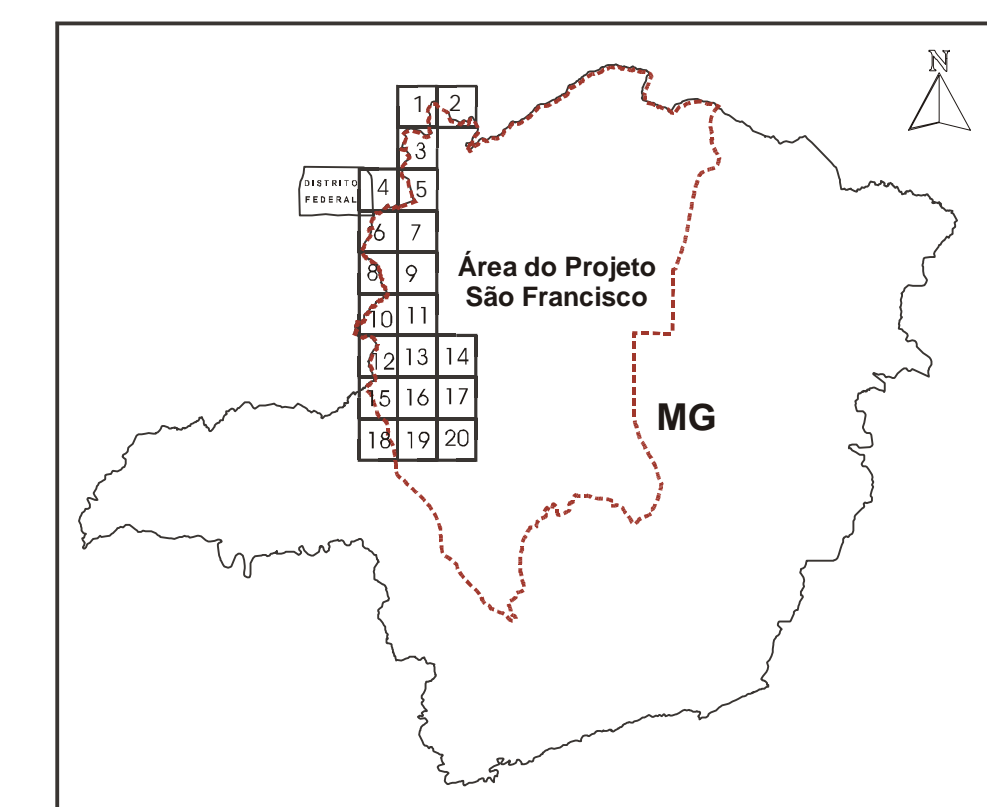 N
1 2
3
DISTRITO
FEDERAL
4 5
6 7
8 9
Área do Projeto
São Francisco
10 11
12 13 14
MG
15 16 17
18 19 20